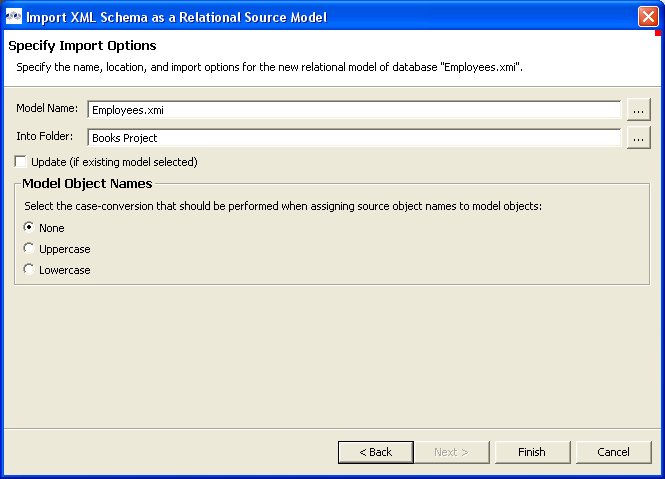 Import XML Schema as a Relational Source Model
Specify Import Options
Specify the name, location, and import options for the new relational model of database "Employees.xmi".
Model Name: Employees.xmi ...
Into Folder: Books Project ...
Update (if existing model selected)
Model Object Names
Select the case-conversion that should be performed when assigning source object names to model objects:
None
Uppercase
Lowercase
< Back Next > Finish Cancel